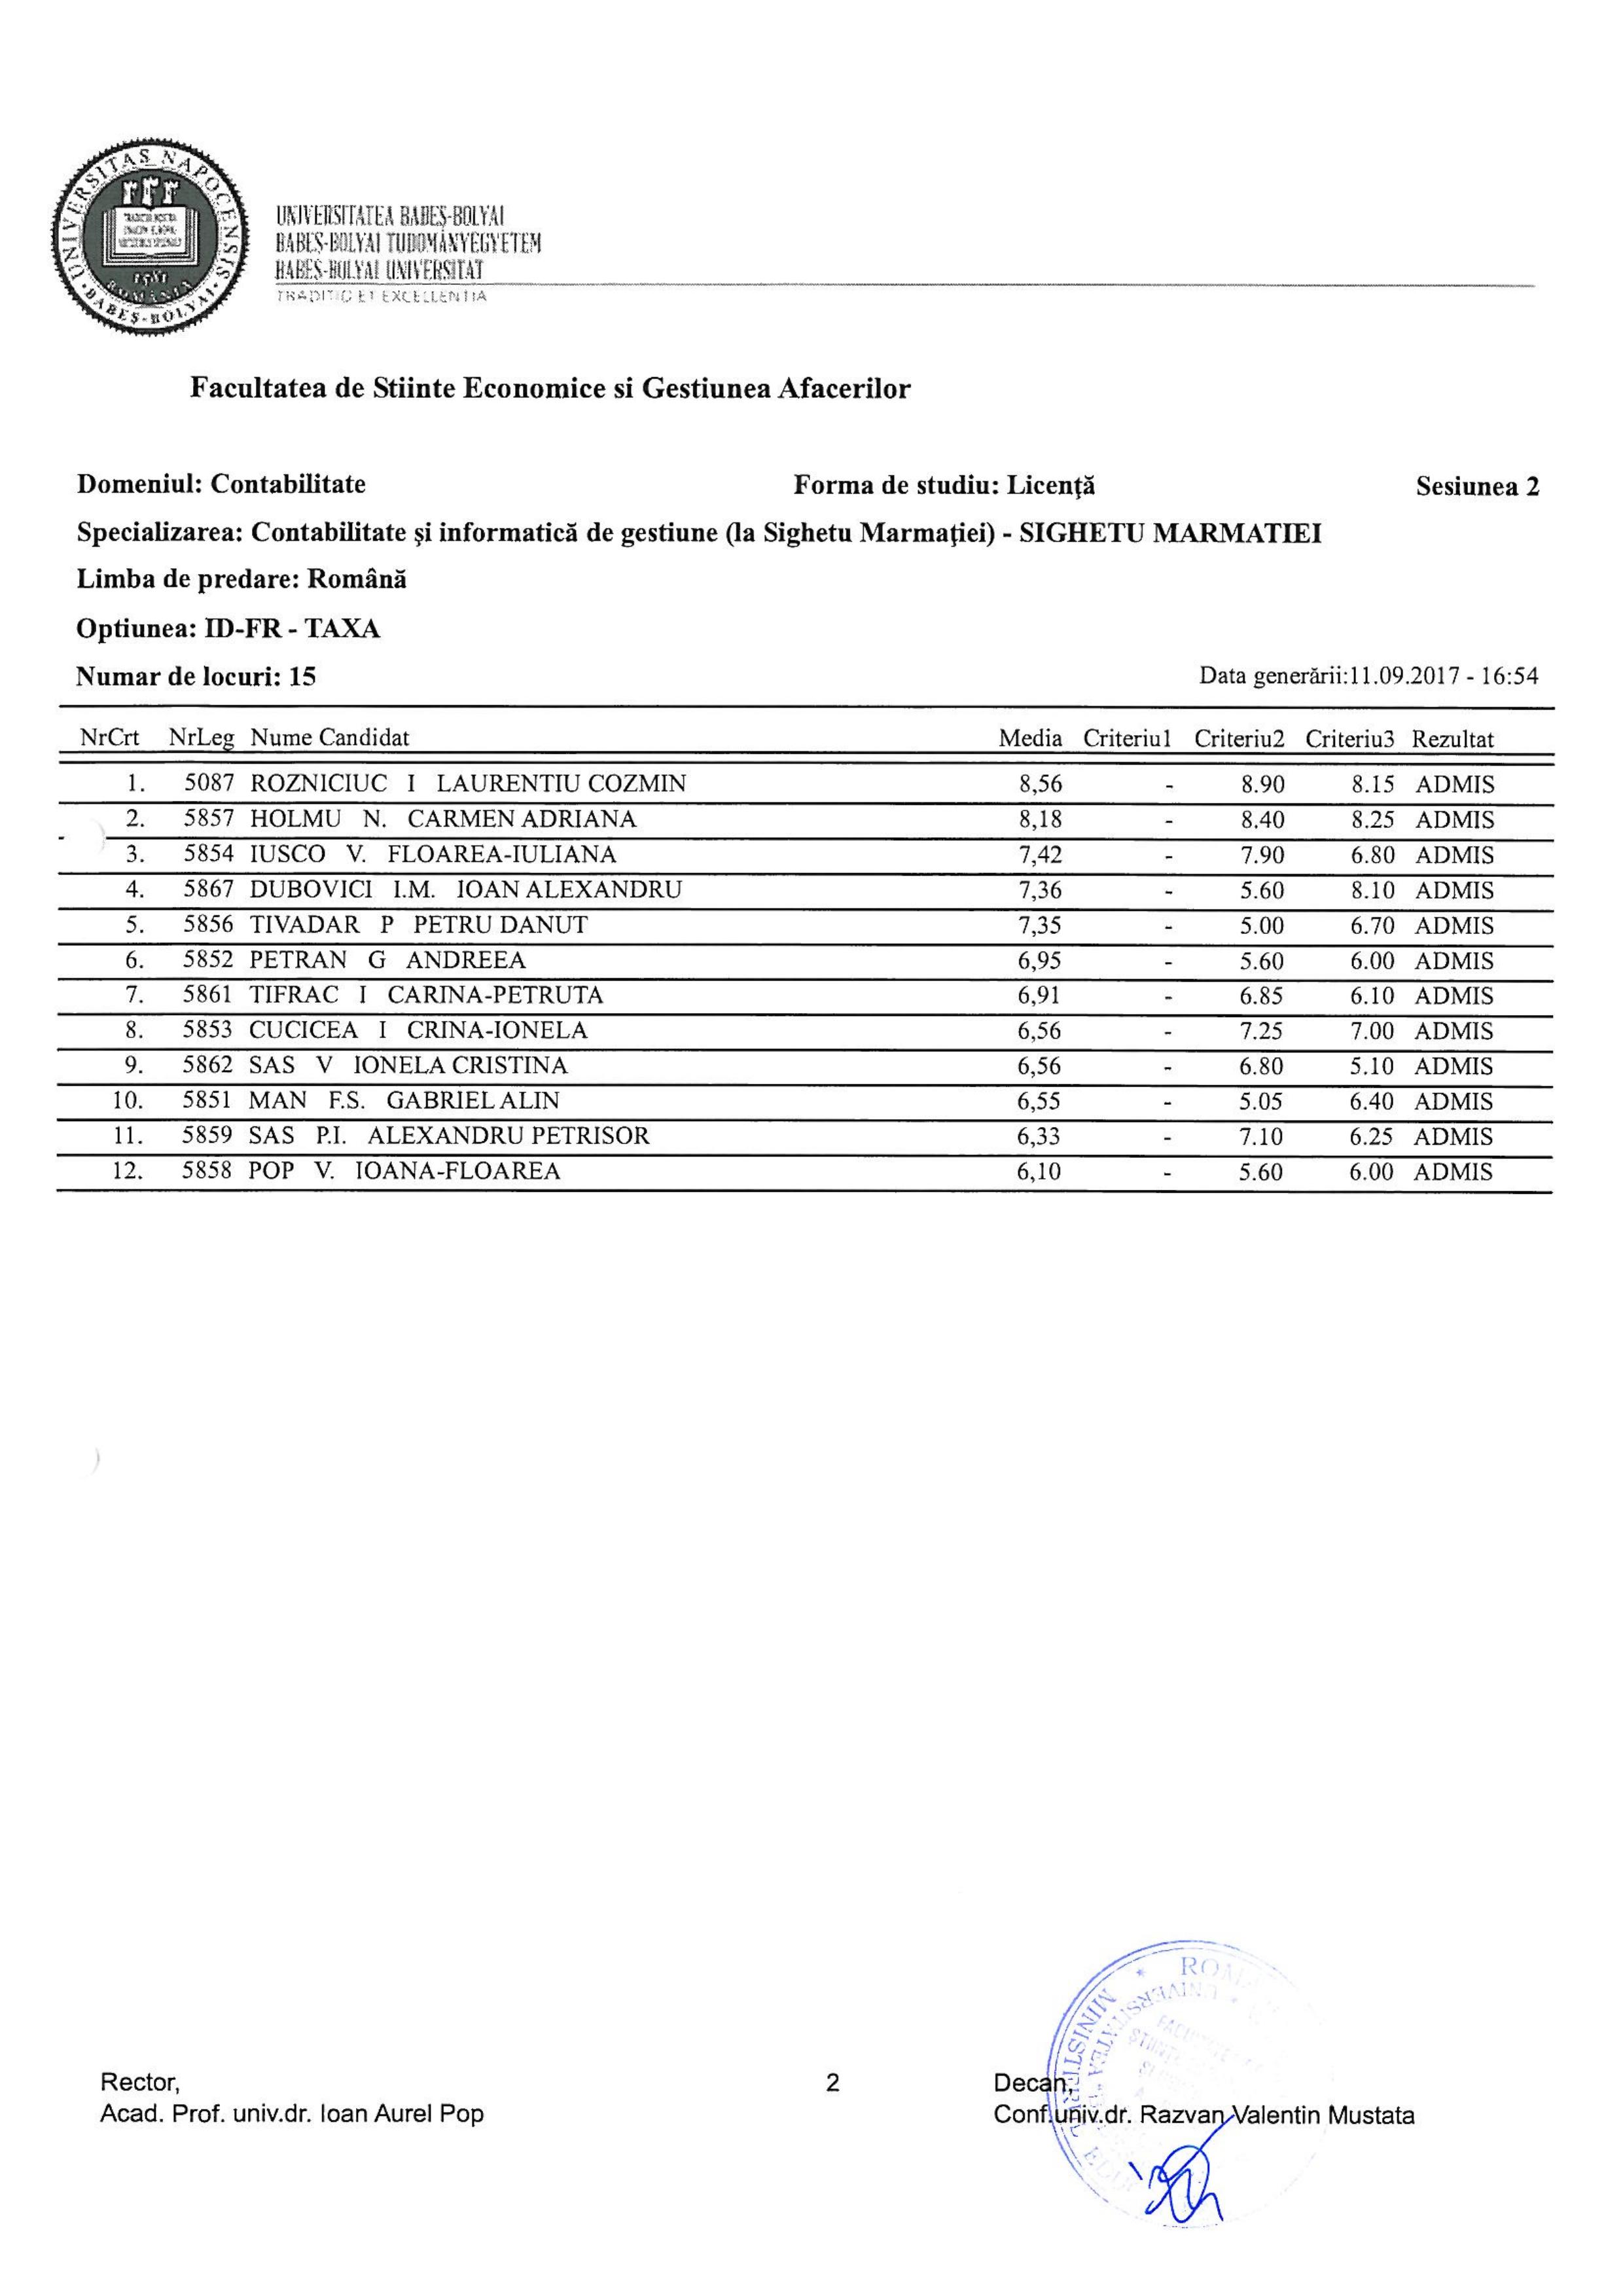 UNIVERSITAS NAPOCENSIS
BABEŞ-BOLYAI
UNIVERSITATEA BABEŞ-BOLYAI
BABEŞ-BOLYAI TUDOMÁNYEGYETEM
BABEŞ-BOLYAI UNIVERSITÄT
TRADITIO ET EXCELLENTIA
Facultatea de Stiinte Economice si Gestiunea Afacerilor
Domeniul: Contabilitate Forma de studiu: Licenţă Sesiunea 2
Specializarea: Contabilitate şi informatică de gestiune (la Sighetu Marmaţiei) - SIGHETU MARMATIEI
Limba de predare: Română
Optiunea: ID-FR - TAXA
Numar de locuri: 15 Data generării:11.09.2017 - 16:54
NrCrt NrLeg Nume Candidat Media Criteriu1 Criteriu2 Criteriu3 Rezultat
1. 5087 ROZNICIUC I LAURENTIU COZMIN 8,56 - 8.90 8.15 ADMIS
2. 5857 HOLMU N. CARMEN ADRIANA 8,18 - 8.40 8.25 ADMIS
3. 5854 IUSCO V. FLOAREA-IULIANA 7,42 - 7.90 6.80 ADMIS
4. 5867 DUBOVICI I.M. IOAN ALEXANDRU 7,36 - 5.60 8.10 ADMIS
5. 5856 TIVADAR P PETRU DANUT 7,35 - 5.00 6.70 ADMIS
6. 5852 PETRAN G ANDREEA 6,95 - 5.60 6.00 ADMIS
7. 5861 TIFRAC I CARINA-PETRUTA 6,91 - 6.85 6.10 ADMIS
8. 5853 CUCICEA I CRINA-IONELA 6,56 - 7.25 7.00 ADMIS
9. 5862 SAS V IONELA CRISTINA 6,56 - 6.80 5.10 ADMIS
10. 5851 MAN F.S. GABRIEL ALIN 6,55 - 5.05 6.40 ADMIS
11. 5859 SAS P.I. ALEXANDRU PETRISOR 6,33 - 7.10 6.25 ADMIS
12. 5858 POP V. IOANA-FLOAREA 6,10 - 5.60 6.00 ADMIS
Rector, 2 Decan,
Acad. Prof. univ.dr. Ioan Aurel Pop Conf.univ.dr. Razvan Valentin Mustata